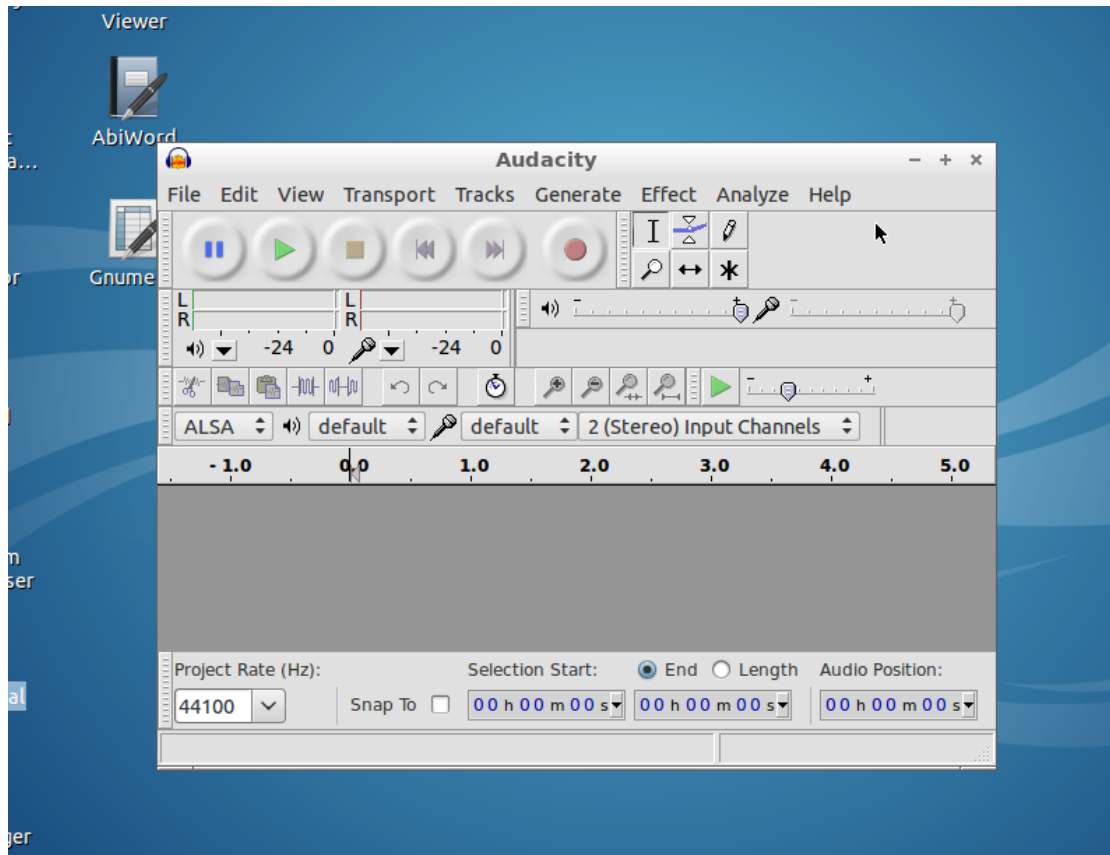 Viewer
AbiWord
a...
Gnume
ser
al
ger
Audacity
File Edit View Transport Tracks Generate Effect Analyze Help
L L
R R
-24 0 -24 0
ALSA default default 2 (Stereo) Input Channels
- 1.0 0.0 1.0 2.0 3.0 4.0 5.0
Project Rate (Hz): Selection Start: End Length Audio Position:
44100 Snap To 00 h 00 m 00 s 00 h 00 m 00 s 00 h 00 m 00 s